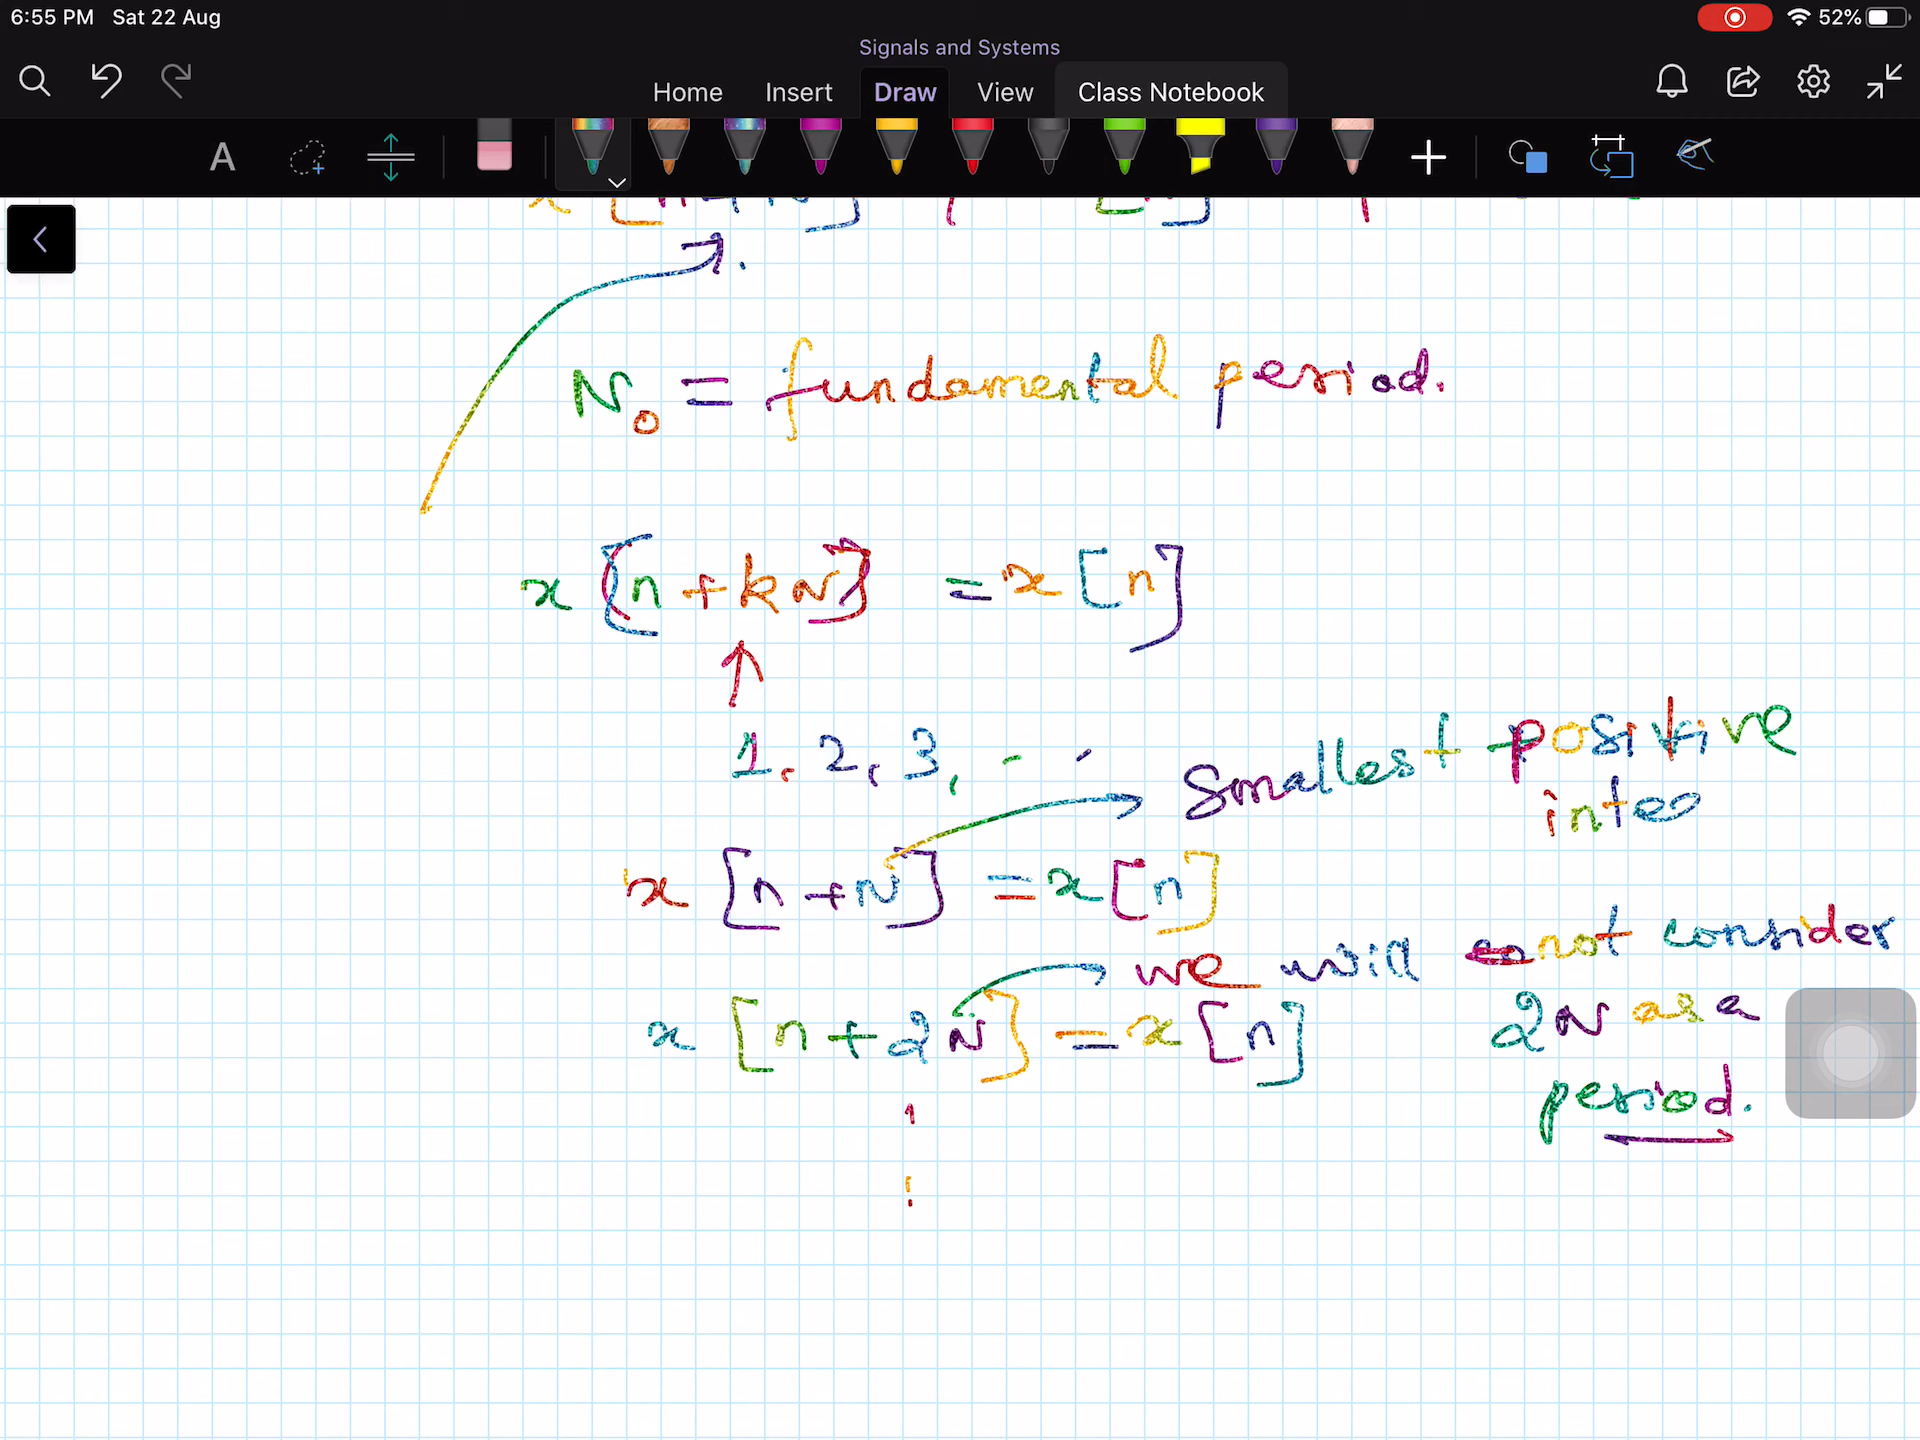 6:55 PM Sat 22 Aug
52%
Signals and Systems
Home Insert Draw View Class Notebook
A
N₀ = fundamental period.
x[n+kN] = x[n]
1, 2, 3, - -
Smallest positive
inte
x[n+N] = x[n]
we will not consider
x[n+2N] = x[n]
2N as a
period.